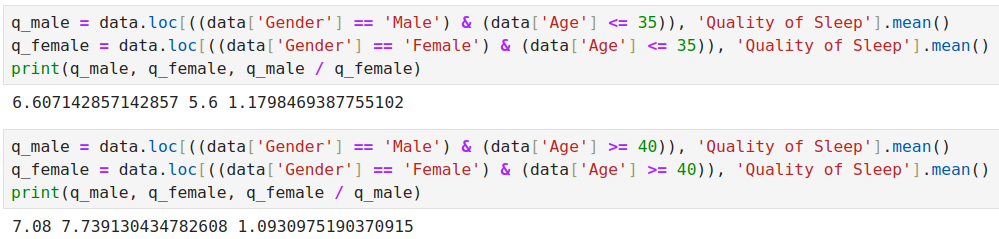 q_male = data.loc[((data['Gender'] == 'Male') & (data['Age'] <= 35)), 'Quality of Sleep'].mean()
q_female = data.loc[((data['Gender'] == 'Female') & (data['Age'] <= 35)), 'Quality of Sleep'].mean()
print(q_male, q_female, q_male / q_female)
6.607142857142857 5.6 1.1798469387755102
q_male = data.loc[((data['Gender'] == 'Male') & (data['Age'] >= 40)), 'Quality of Sleep'].mean()
q_female = data.loc[((data['Gender'] == 'Female') & (data['Age'] >= 40)), 'Quality of Sleep'].mean()
print(q_male, q_female, q_female / q_male)
7.08 7.739130434782608 1.0930975190370915